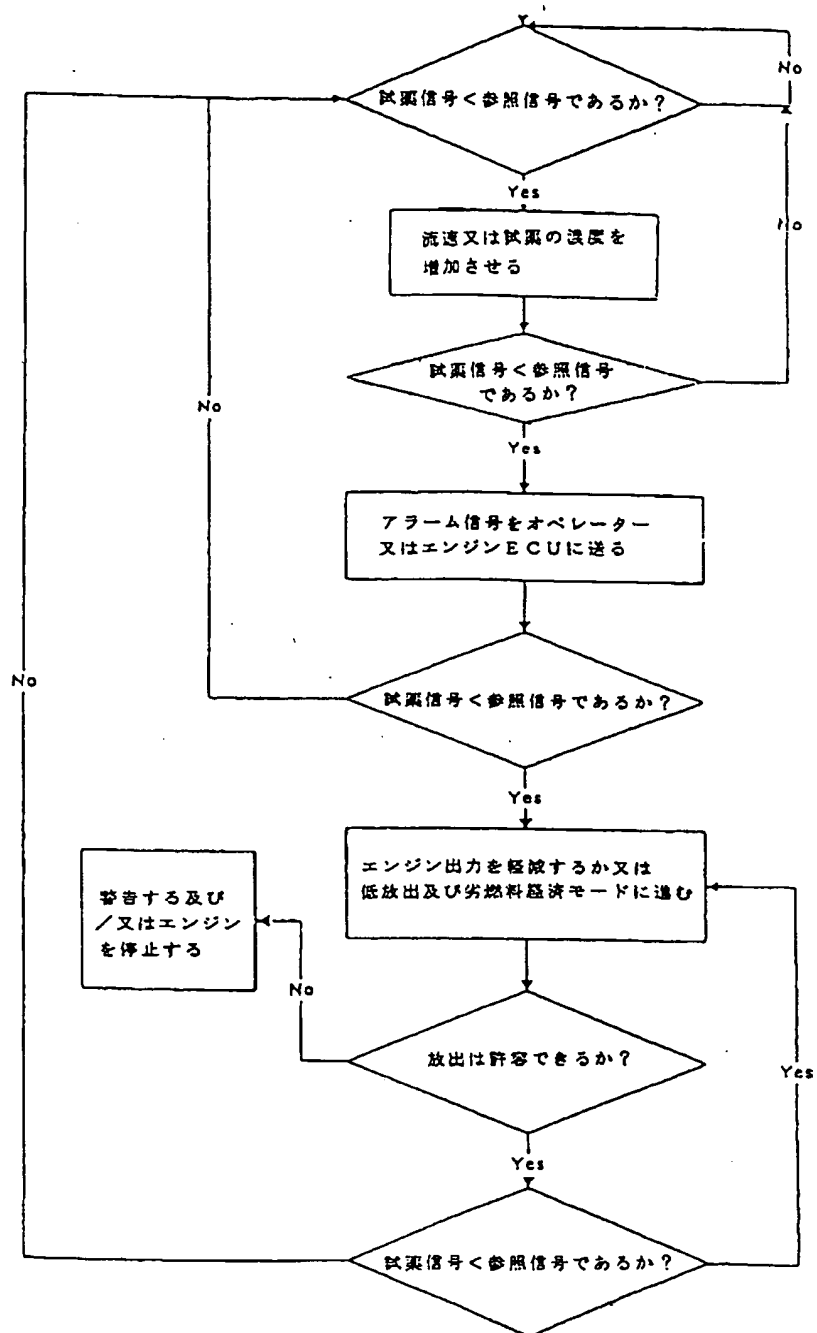 試薬信号<参照信号であるか?
No
Yes
No
流速又は試薬の濃度を
増加させる
試薬信号<参照信号
であるか?
No
Yes
アラーム信号をオペレーター
又はエンジンECUに送る
No
試薬信号<参照信号であるか?
Yes
エンジン出力を軽減するか又は
低放出及び劣燃料経済モードに進む
警告する及び
/又はエンジン
を停止する
No
放出は許容できるか?
Yes
Yes
試薬信号<参照信号であるか?